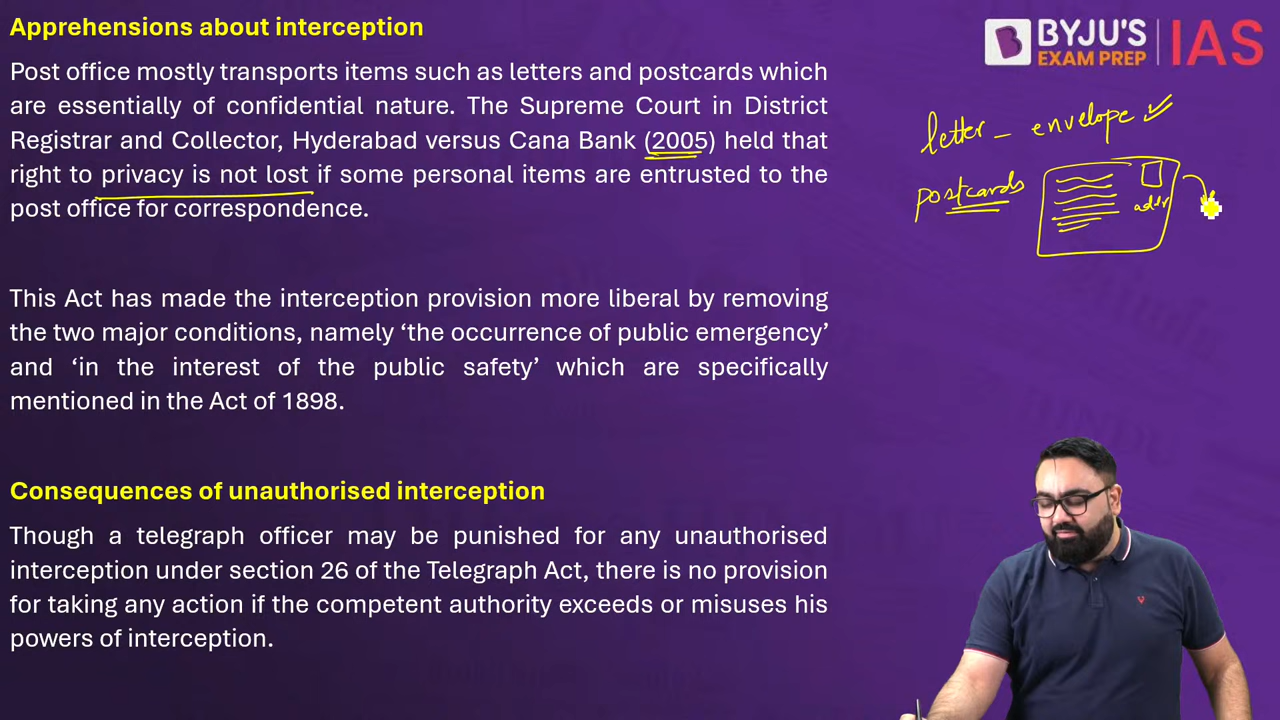 Apprehensions about interception
BYJU'S
EXAM PREP
IAS
Post office mostly transports items such as letters and postcards which
are essentially of confidential nature. The Supreme Court in District
Registrar and Collector, Hyderabad versus Cana Bank (2005) held that
right to privacy is not lost if some personal items are entrusted to the
post office for correspondence.
letter – envelope ✓
postcards
addr
This Act has made the interception provision more liberal by removing
the two major conditions, namely ‘the occurrence of public emergency’
and ‘in the interest of the public safety’ which are specifically
mentioned in the Act of 1898.
Consequences of unauthorised interception
Though a telegraph officer may be punished for any unauthorised
interception under section 26 of the Telegraph Act, there is no provision
for taking any action if the competent authority exceeds or misuses his
powers of interception.